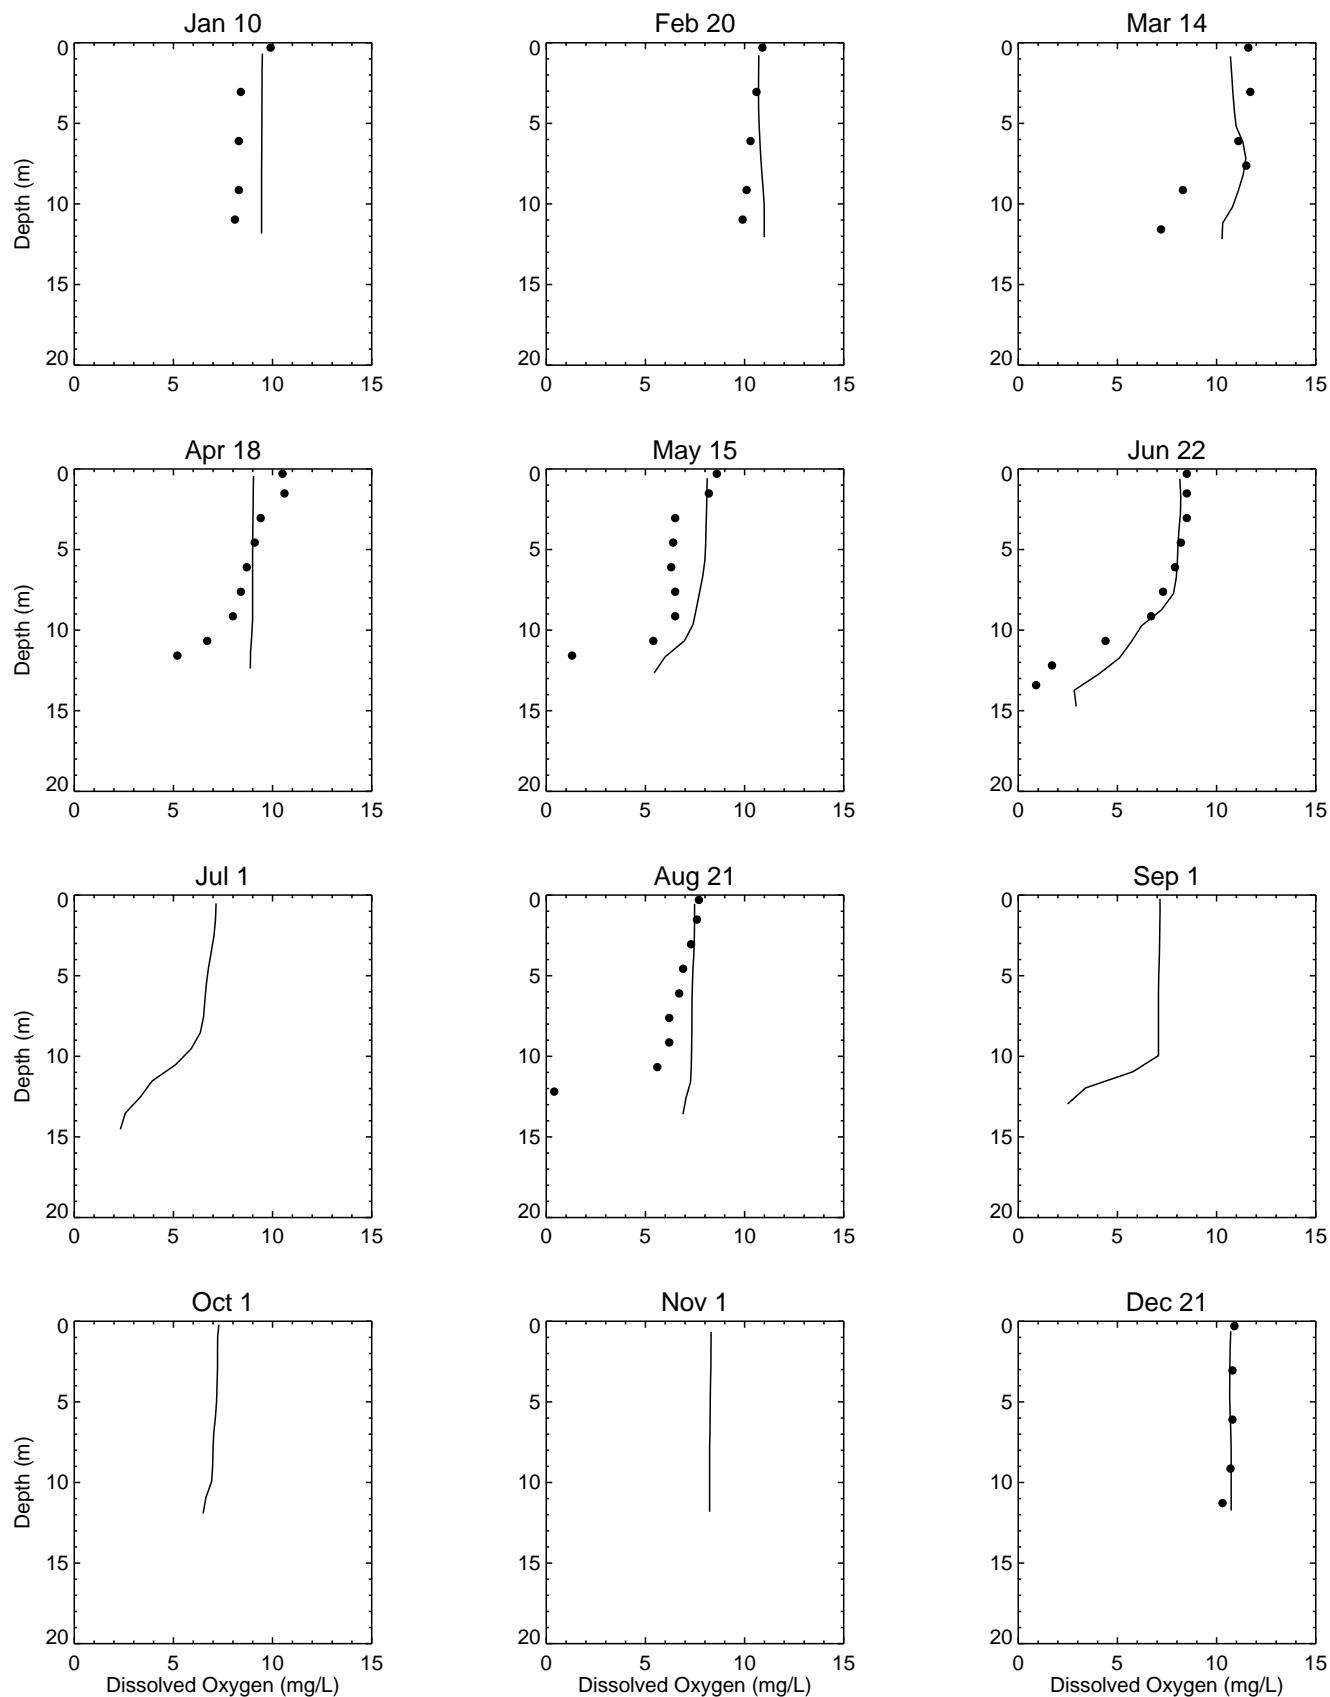 Jan 10 Feb 20 Mar 14
0 0 0
5 5 5
Depth (m)
10 10 10
15 15 15
20 20 20
0 5 10 15 0 5 10 15 0 5 10 15
Apr 18 May 15 Jun 22
0 0 0
5 5 5
Depth (m)
10 10 10
15 15 15
20 20 20
0 5 10 15 0 5 10 15 0 5 10 15
Jul 1 Aug 21 Sep 1
0 0 0
5 5 5
Depth (m)
10 10 10
15 15 15
20 20 20
0 5 10 15 0 5 10 15 0 5 10 15
Oct 1 Nov 1 Dec 21
0 0 0
5 5 5
Depth (m)
10 10 10
15 15 15
20 20 20
0 5 10 15 0 5 10 15 0 5 10 15
Dissolved Oxygen (mg/L) Dissolved Oxygen (mg/L) Dissolved Oxygen (mg/L)